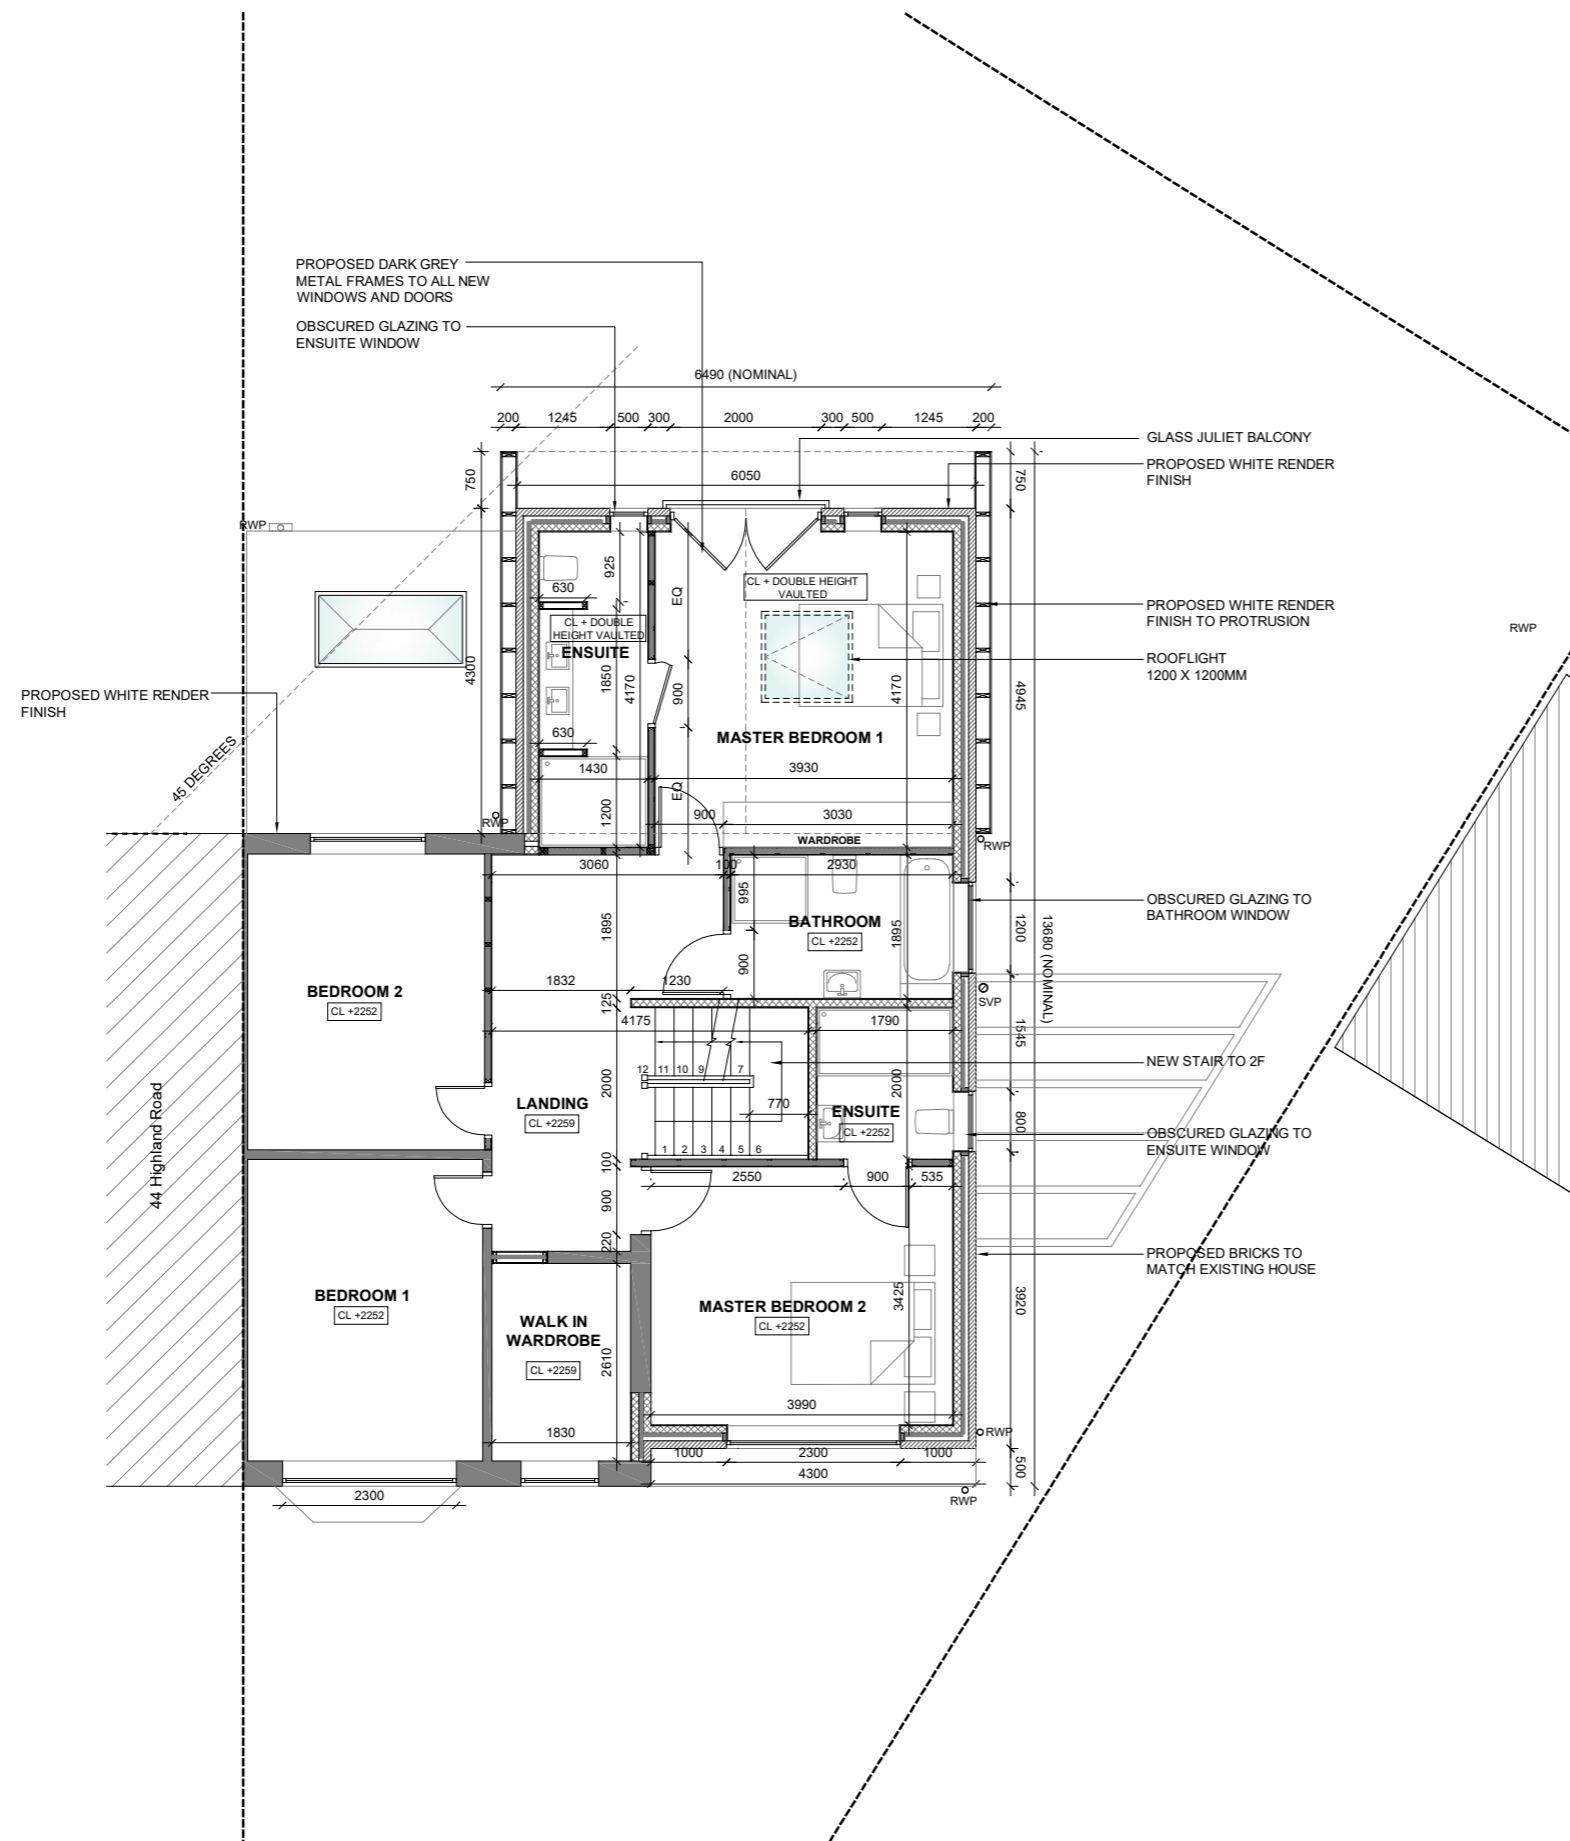 PROPOSED DARK GREY
METAL FRAMES TO ALL NEW
WINDOWS AND DOORS
OBSCURED GLAZING TO
ENSUITE WINDOW
6490 (NOMINAL)
200
1245
500
300
2000
300
500
1245
200
GLASS JULIET BALCONY
PROPOSED WHITE RENDER
FINISH
750
6050
750
RWP
925
630
EQ
CL + DOUBLE HEIGHT
VAULTED
CL + DOUBLE
HEIGHT VAULTED
ENSUITE
PROPOSED WHITE RENDER
FINISH TO PROTRUSION
RWP
ROOFLIGHT
1200 X 1200MM
4300
1850
4170
900
4170
4945
PROPOSED WHITE RENDER
FINISH
630
MASTER BEDROOM 1
45 DEGREES
1430
3930
EQ
1200
900
3030
RWP
WARDROBE
RWP
3060
100
2930
995
OBSCURED GLAZING TO
BATHROOM WINDOW
1895
BATHROOM
CL +2252
1895
1200
13680 (NOMINAL)
900
BEDROOM 2
CL +2252
1832
1230
125
SVP
4175
1790
1545
NEW STAIR TO 2F
12
11
10
9
7
2000
2000
LANDING
CL +2259
770
ENSUITE
CL +2252
800
OBSCURED GLAZING TO
ENSUITE WINDOW
1
2
3
4
5
6
44 Highland Road
100
2550
900
535
900
220
PROPOSED BRICKS TO
MATCH EXISTING HOUSE
BEDROOM 1
CL +2252
MASTER BEDROOM 2
CL +2252
3425
3920
WALK IN
WARDROBE
CL +2259
2610
3990
1830
RWP
1000
2300
1000
500
4300
2300
RWP